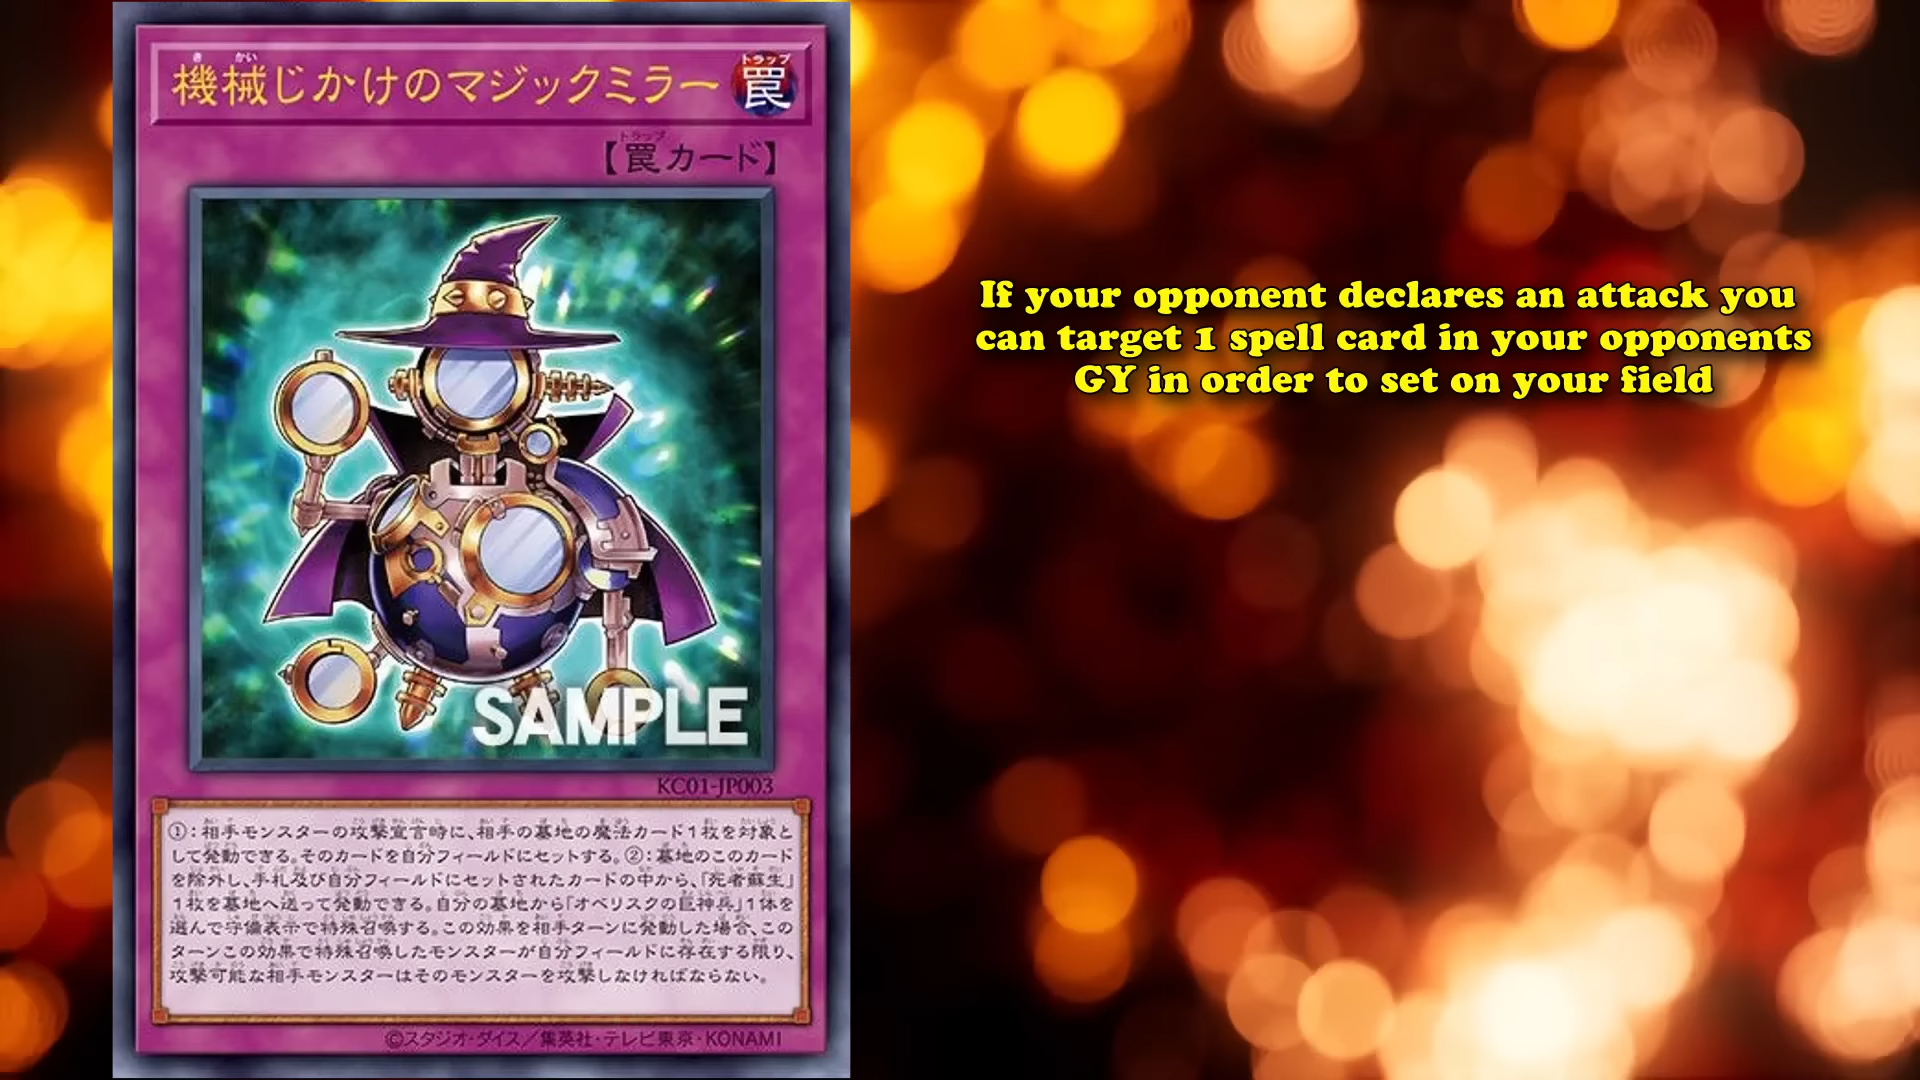 機械じかけのマジックミラー 罠
【罠カード】
SAMPLE
KC01-JP003
①：相手モンスターの攻撃宣言時に、相手の墓地の魔法カード1枚を対象と
して発動できる。そのカードを自分フィールドにセットする。②：墓地のこのカード
を除外し、手札及び自分フィールドにセットされたカードの中から、「死者蘇生」
1枚を墓地へ送って発動できる。自分の墓地から「オベリスクの巨神兵」1体を
選んで守備表示で特殊召喚する。この効果を相手ターンに発動した場合、この
ターンこの効果で特殊召喚したモンスターが自分フィールドに存在する限り、
攻撃可能な相手モンスターはそのモンスターを攻撃しなければならない。
©スタジオ・ダイス／集英社・テレビ東京・KONAMI
If your opponent declares an attack you
can target 1 spell card in your opponents
GY in order to set on your field